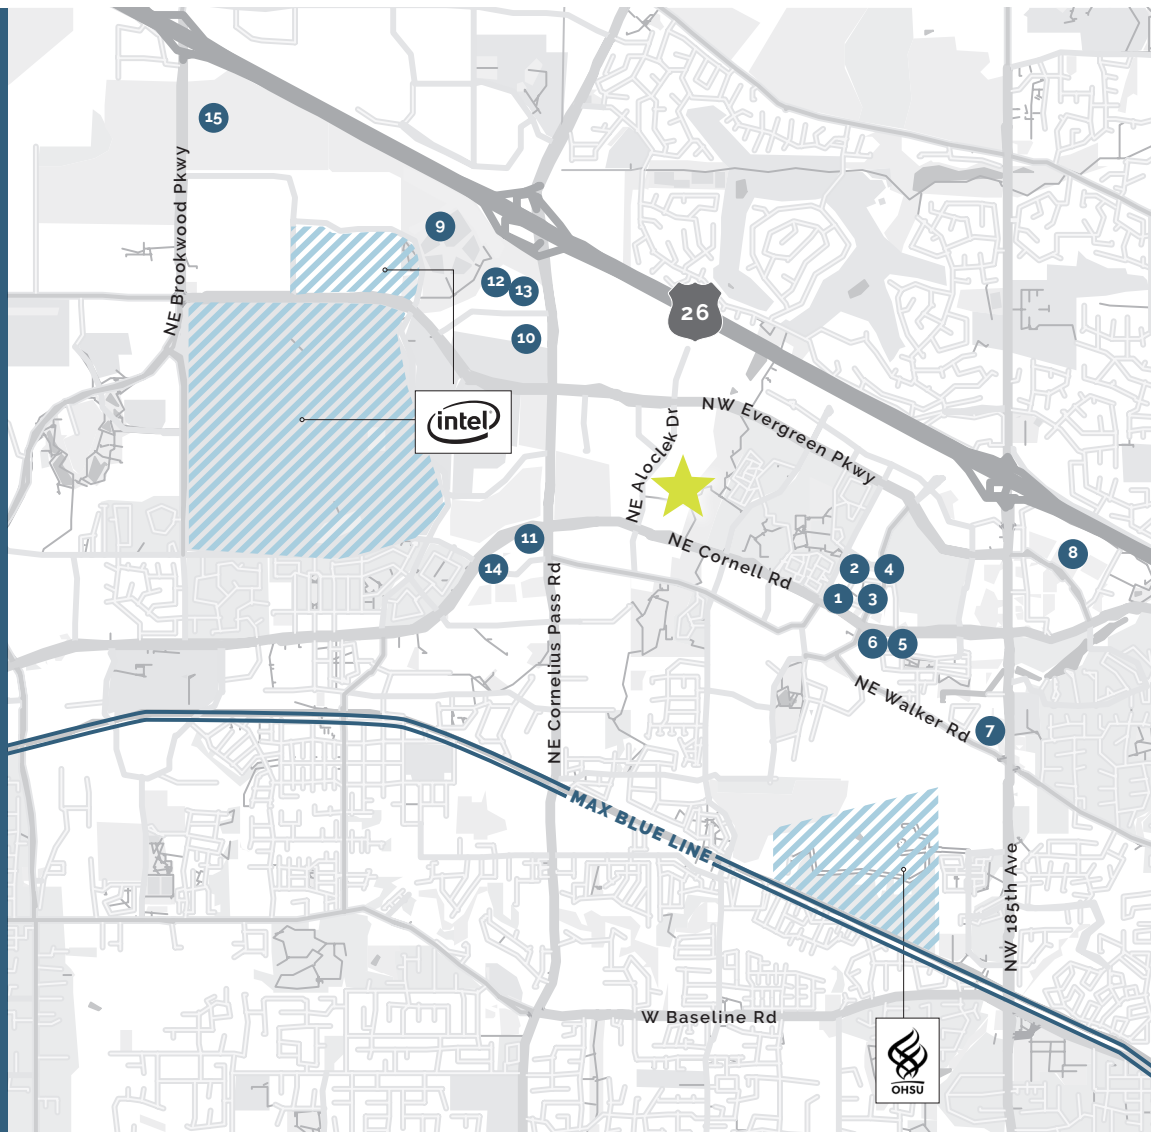 15
NE Brookwood Pkwy
9
12
13
10
26
intel
NE Aloclek Dr
NW Evergreen Pkwy
11
14
NE Cornell Rd
2
4
1
3
8
6
5
NE Cornelius Pass Rd
NE Walker Rd
7
MAX BLUE LINE
NW 185th Ave
W Baseline Rd
OHSU